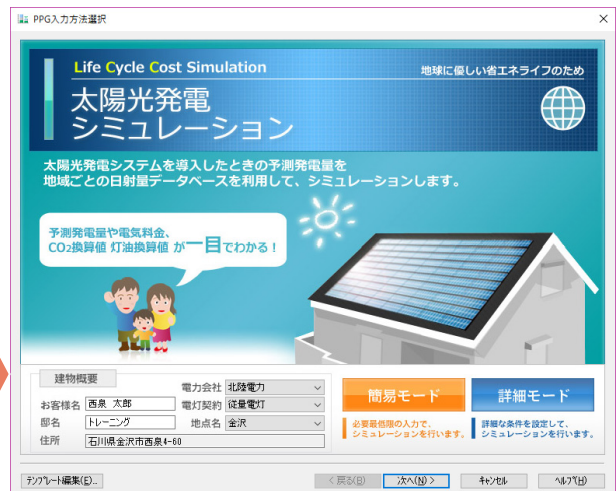 PPG入力方法選択
Life Cycle Cost Simulation
地球に優しい省エネライフのため
太陽光発電
シミュレーション
太陽光発電システムを導入したときの予測発電量を
地域ごとの日射量データベースを利用して、シミュレーションします。
予測発電量や電気料金、
CO2換算値 灯油換算値 が一目でわかる！
建物概要
電力会社 北陸電力
お客様名 西泉 太郎 電灯契約 従量電灯
邸名 トレーニング 地点名 金沢
住所 石川県金沢市西泉4-60
簡易モード
必要最低限の入力で、
シミュレーションを行います。
詳細モード
詳細な条件を設定して、
シミュレーションを行います。
テンプレート編集(E)... < 戻る(B) 次へ(N) > キャンセル ヘルプ(H)